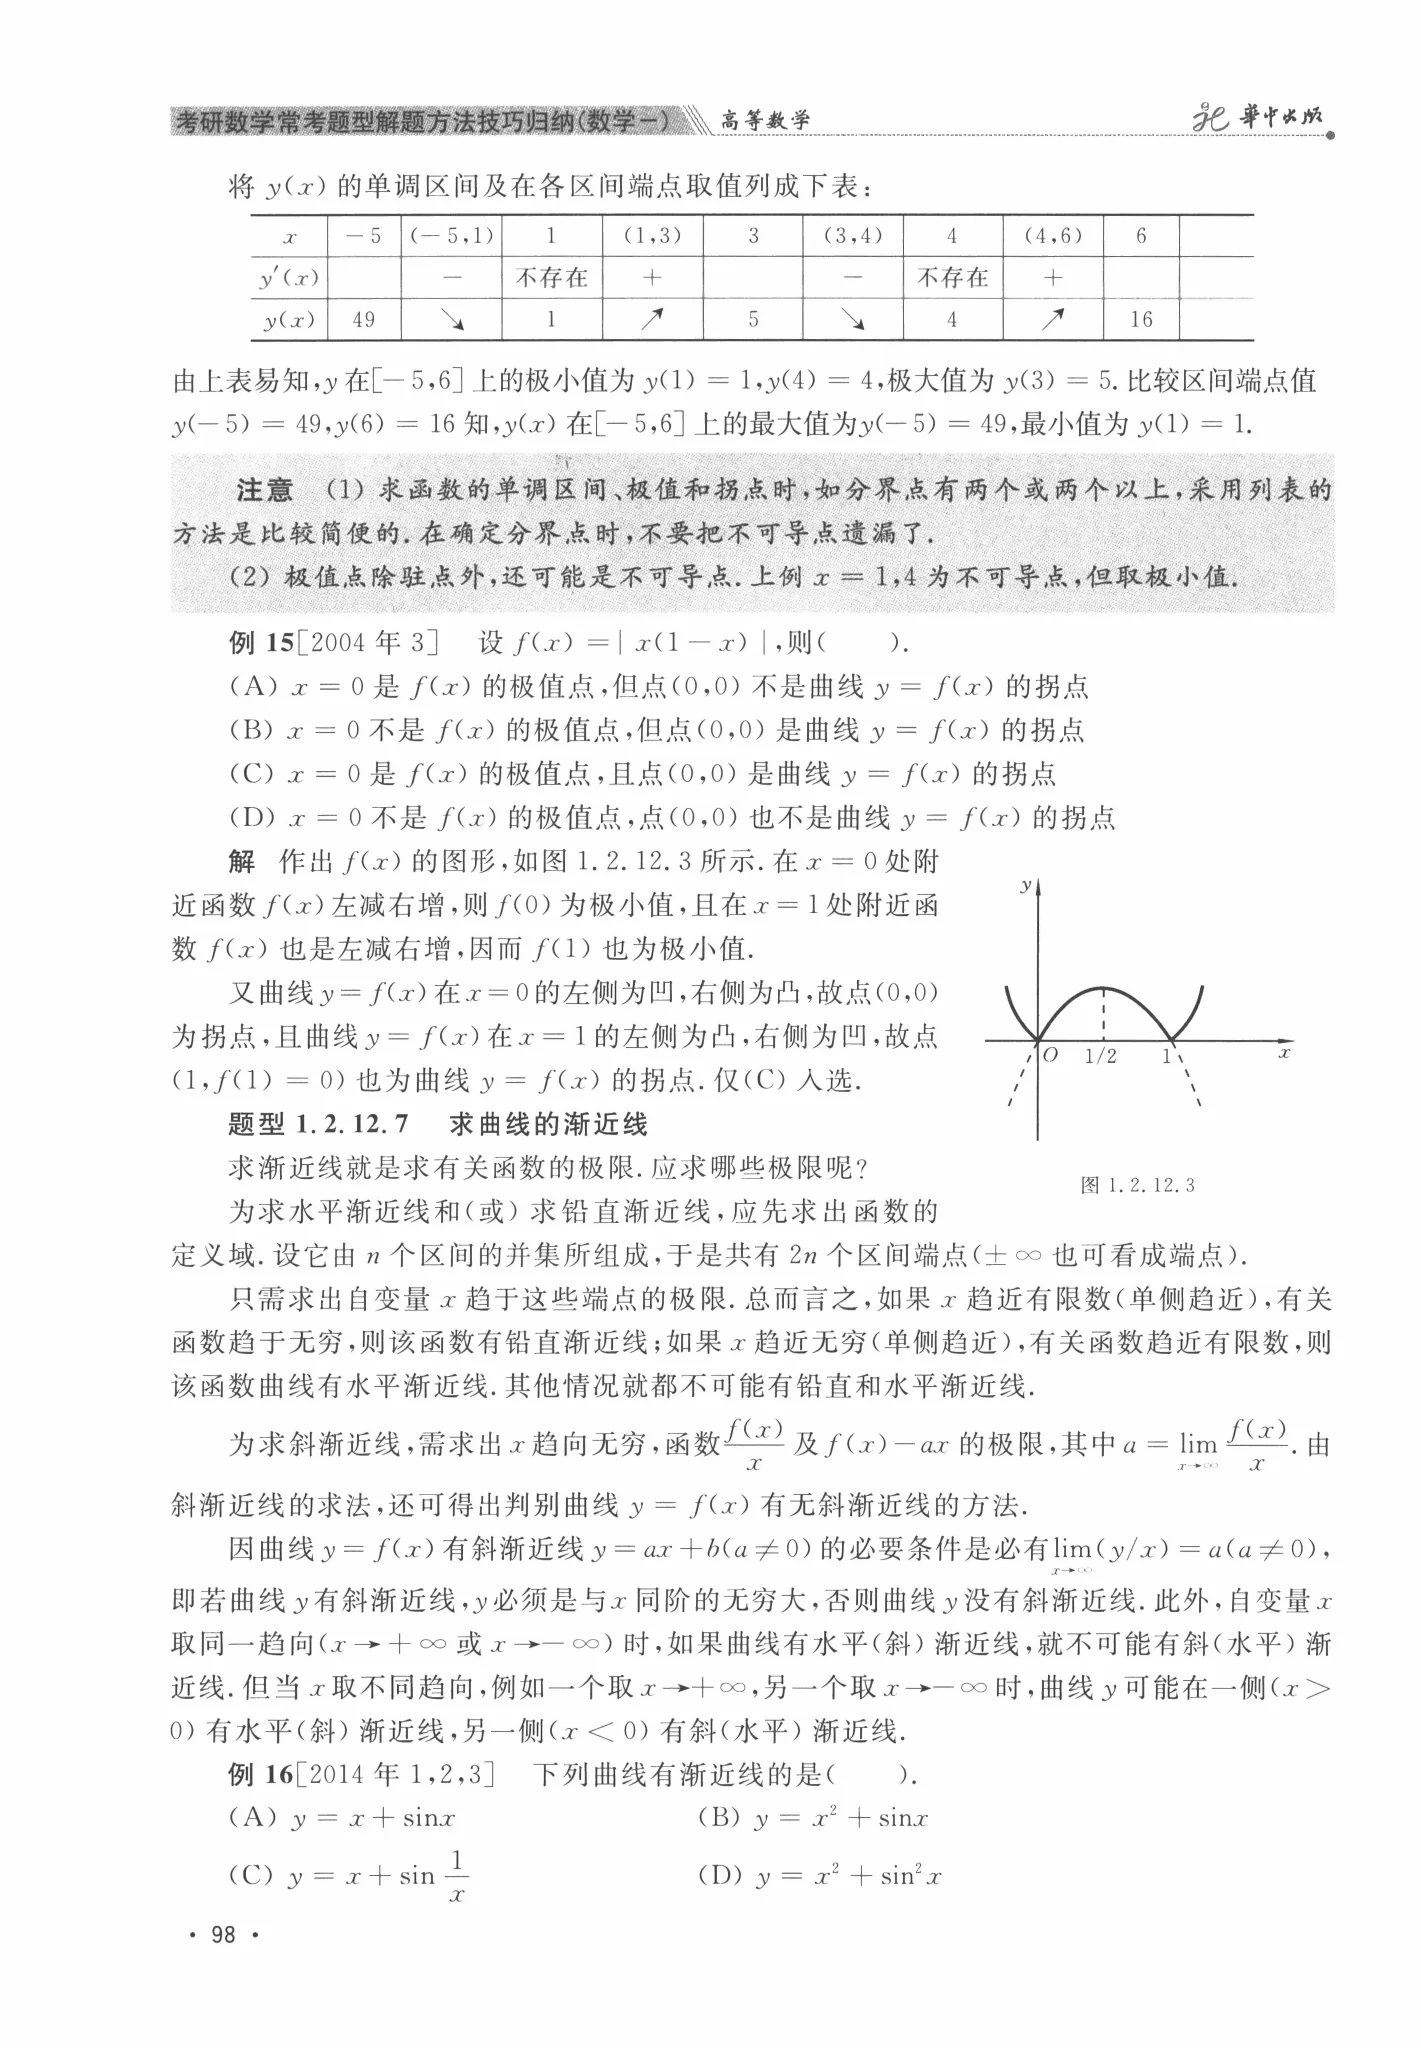 考研数学常考题型解题方法技巧归纳(数学一) 高等数学 華中出版
将 y(x) 的单调区间及在各区间端点取值列成下表:
x －5 (－5,1) 1 (1,3) 3 (3,4) 4 (4,6) 6
y′(x) － 不存在 ＋ － 不存在 ＋
y(x) 49 ↘ 1 ↗ 5 ↘ 4 ↗ 16
由上表易知,y 在[－5,6]上的极小值为 y(1) ＝ 1,y(4) ＝ 4,极大值为 y(3) ＝ 5. 比较区间端点值
y(－5) ＝ 49,y(6) ＝ 16 知,y(x) 在[－5,6]上的最大值为y(－5) ＝ 49,最小值为 y(1) ＝ 1.
注意 (1) 求函数的单调区间、极值和拐点时,如分界点有两个或两个以上,采用列表的
方法是比较简便的. 在确定分界点时,不要把不可导点遗漏了.
(2) 极值点除驻点外,还可能是不可导点. 上例 x ＝ 1,4 为不可导点,但取极小值.
例 15[2004 年 3] 设 f(x) ＝| x(1－x) |,则( ).
(A) x ＝ 0 是 f(x) 的极值点,但点(0,0) 不是曲线 y ＝ f(x) 的拐点
(B) x ＝ 0 不是 f(x) 的极值点,但点(0,0) 是曲线 y ＝ f(x) 的拐点
(C) x ＝ 0 是 f(x) 的极值点,且点(0,0) 是曲线 y ＝ f(x) 的拐点
(D) x ＝ 0 不是 f(x) 的极值点,点(0,0) 也不是曲线 y ＝ f(x) 的拐点
解 作出 f(x) 的图形,如图 1.2.12.3 所示. 在 x ＝ 0 处附
近函数 f(x) 左减右增,则 f(0) 为极小值,且在 x ＝ 1 处附近函
数 f(x) 也是左减右增,因而 f(1) 也为极小值.
又曲线 y＝f(x) 在 x＝0 的左侧为凹,右侧为凸,故点(0,0)
为拐点,且曲线 y＝ f(x) 在 x ＝ 1 的左侧为凸,右侧为凹,故点
(1,f(1) ＝ 0) 也为曲线 y ＝ f(x) 的拐点. 仅(C) 入选.
y
O 1/2 1 x
图 1.2.12.3
题型 1.2.12.7 求曲线的渐近线
求渐近线就是求有关函数的极限. 应求哪些极限呢?
为求水平渐近线和(或) 求铅直渐近线,应先求出函数的
定义域. 设它由 n 个区间的并集所组成,于是共有 2n 个区间端点(±∞ 也可看成端点).
只需求出自变量 x 趋于这些端点的极限. 总而言之,如果 x 趋近有限数(单侧趋近),有关
函数趋于无穷,则该函数有铅直渐近线;如果 x 趋近无穷(单侧趋近),有关函数趋近有限数,则
该函数曲线有水平渐近线. 其他情况就都不可能有铅直和水平渐近线.
为求斜渐近线,需求出 x 趋向无穷,函数 f(x)/x 及 f(x)－ax 的极限,其中 a ＝ lim_{x→∞} f(x)/x. 由
斜渐近线的求法,还可得出判别曲线 y ＝ f(x) 有无斜渐近线的方法.
因曲线 y＝ f(x) 有斜渐近线 y＝ax＋b(a≠0) 的必要条件是必有 lim_{x→∞}(y/x) ＝a(a≠0),
即若曲线 y 有斜渐近线,y 必须是与 x 同阶的无穷大,否则曲线 y 没有斜渐近线. 此外,自变量 x
取同一趋向(x→＋∞ 或 x→－∞) 时,如果曲线有水平(斜) 渐近线,就不可能有斜(水平) 渐
近线. 但当 x 取不同趋向,例如一个取 x→＋∞,另一个取 x→－∞ 时,曲线 y 可能在一侧(x＞
0) 有水平(斜) 渐近线,另一侧(x＜0) 有斜(水平) 渐近线.
例 16[2014 年 1,2,3] 下列曲线有渐近线的是( ).
(A) y ＝ x＋sinx (B) y ＝ x² ＋sinx
(C) y ＝ x＋sin 1/x (D) y ＝ x² ＋sin²x
· 98 ·